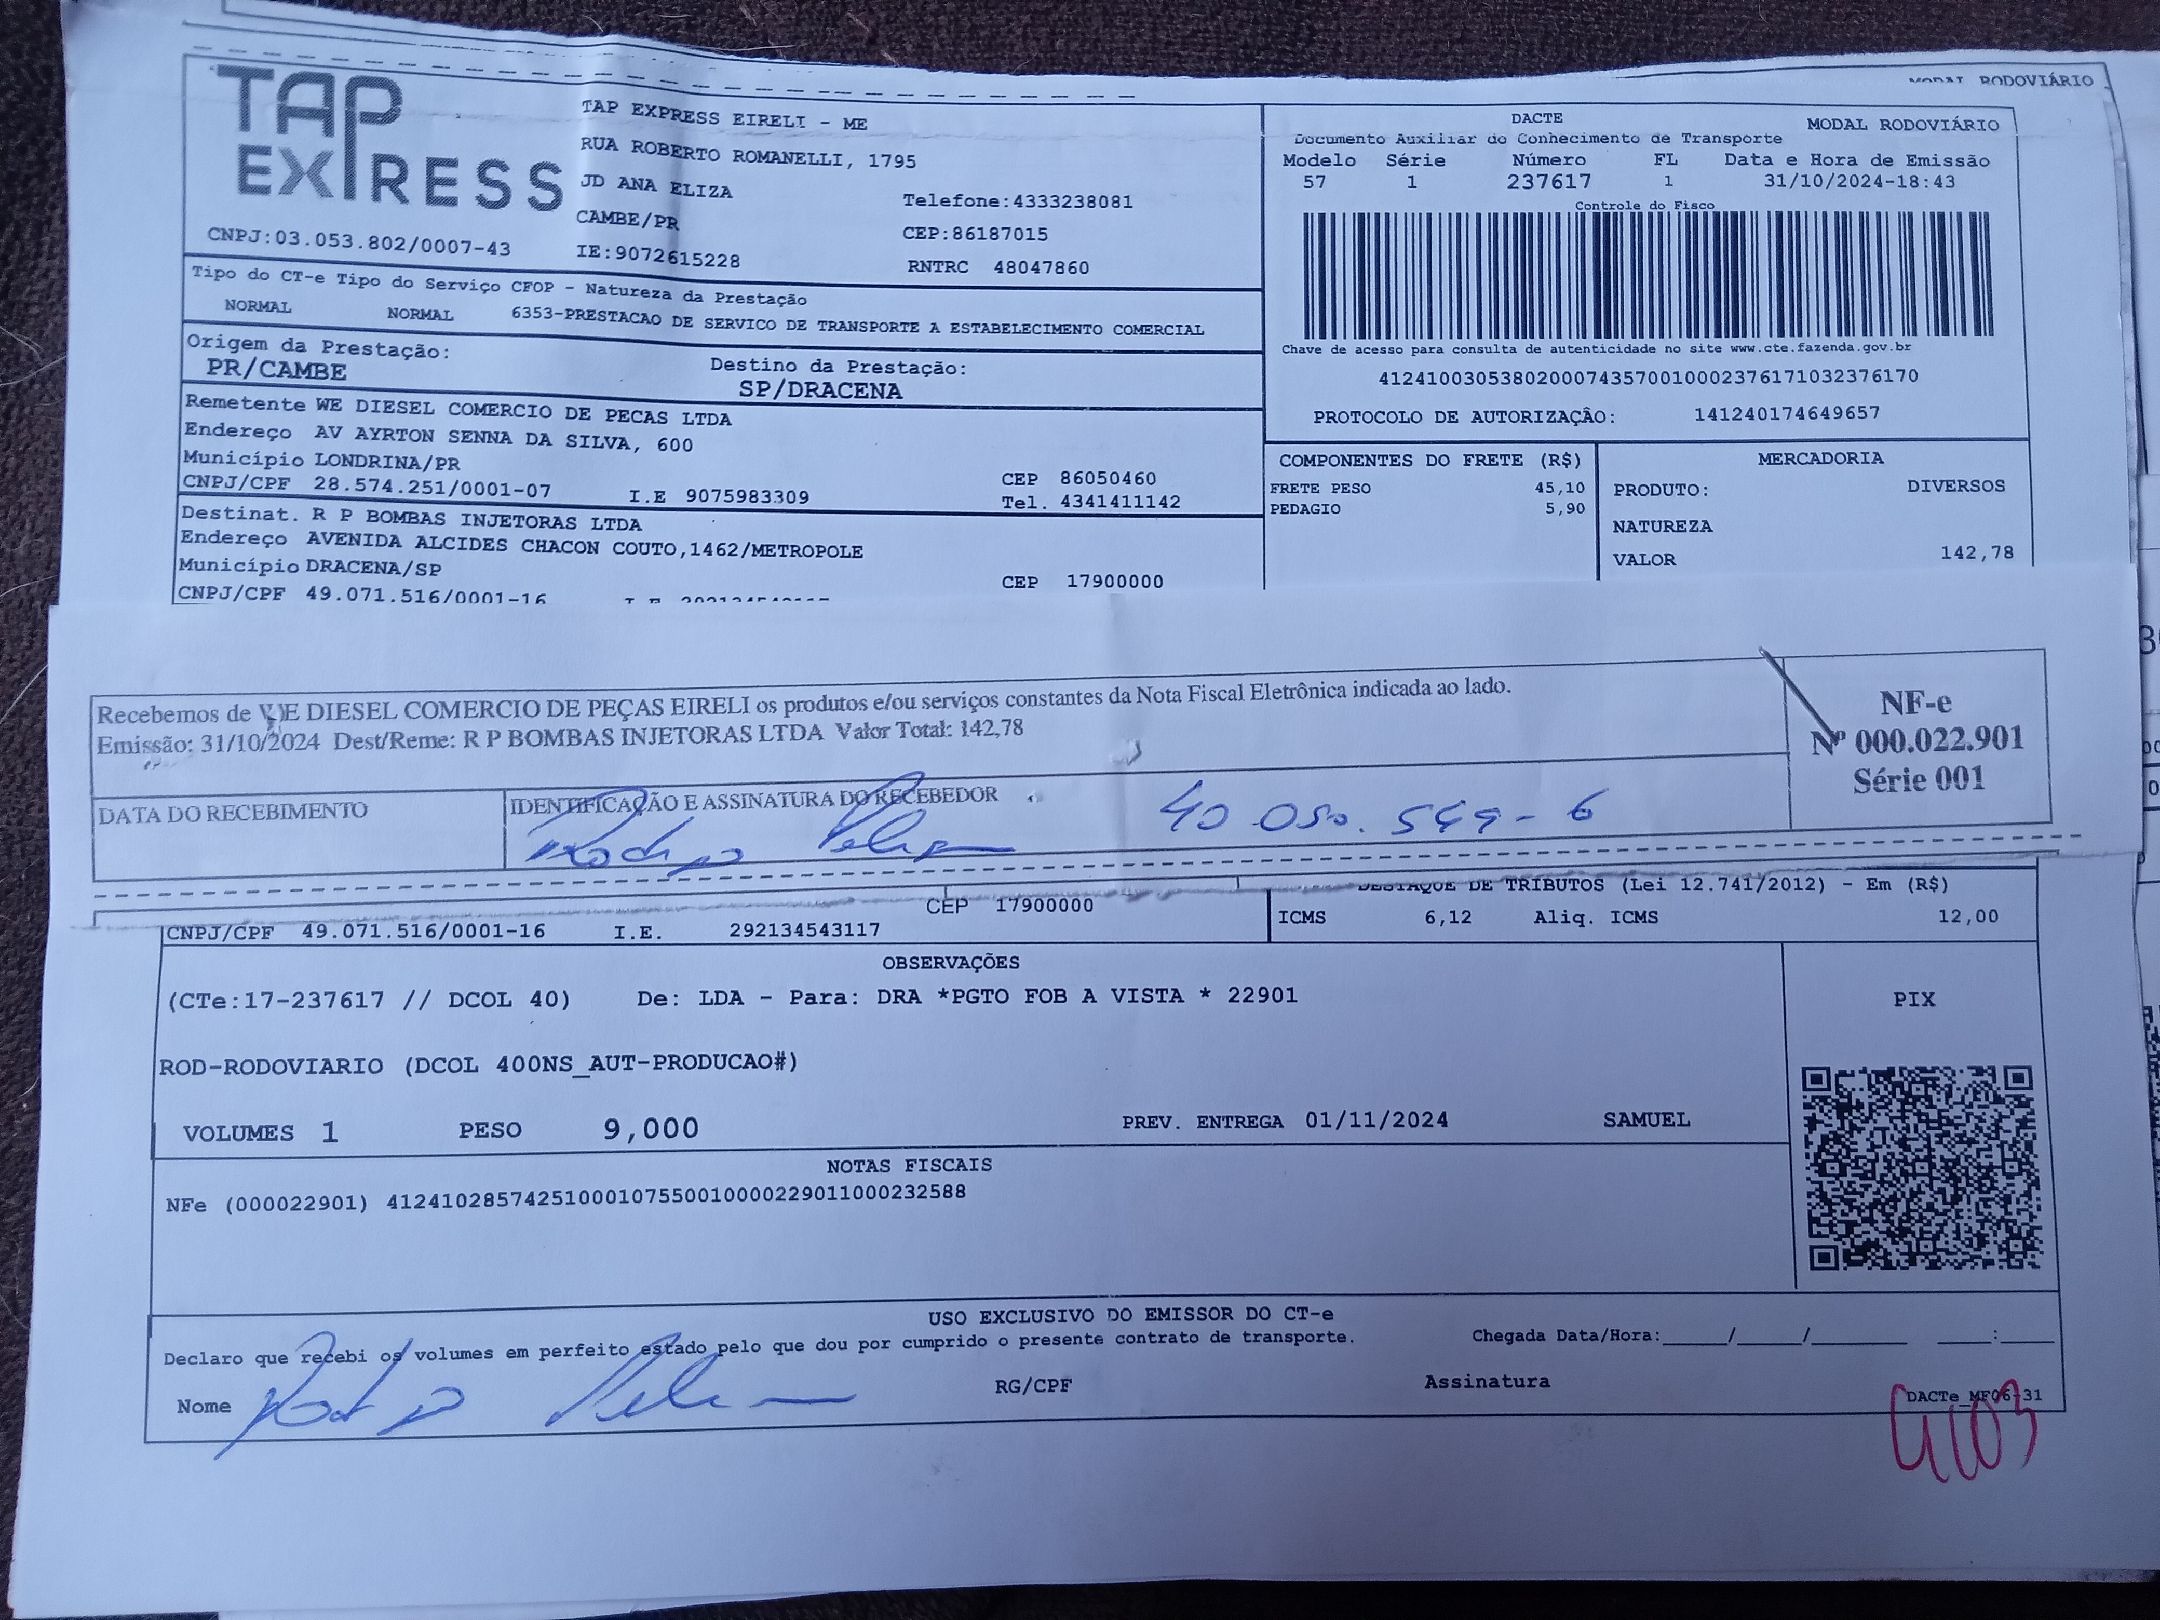 MODAL RODOVIÁRIO
TAP
EXPRESS
CNPJ:03.053.802/0007-43
TAP EXPRESS EIRELI - ME
RUA ROBERTO ROMANELLI, 1795
JD ANA ELIZA
CAMBE/PR
IE:9072615228
Telefone:4333238081
CEP:86187015
RNTRC 48047860
DACTE
MODAL RODOVIÁRIO
Documento Auxiliar do Conhecimento de Transporte
Modelo Série Número FL Data e Hora de Emissão
57 1 237617 1 31/10/2024-18:43
Controle do Fisco
Chave de acesso para consulta de autenticidade no site www.cte.fazenda.gov.br
41241003053802000743570010002376171032376170
PROTOCOLO DE AUTORIZAÇÃO: 141240174649657
Tipo do CT-e Tipo do Serviço CFOP - Natureza da Prestação
NORMAL NORMAL 6353-PRESTACAO DE SERVICO DE TRANSPORTE A ESTABELECIMENTO COMERCIAL
Origem da Prestação:
PR/CAMBE
Destino da Prestação:
SP/DRACENA
Remetente WE DIESEL COMERCIO DE PECAS LTDA
Endereço AV AYRTON SENNA DA SILVA, 600
Município LONDRINA/PR CEP 86050460
CNPJ/CPF 28.574.251/0001-07 I.E 9075983309 Tel. 4341411142
Destinat. R P BOMBAS INJETORAS LTDA
Endereço AVENIDA ALCIDES CHACON COUTO,1462/METROPOLE
Município DRACENA/SP CEP 17900000
CNPJ/CPF 49.071.516/0001-16
COMPONENTES DO FRETE (R$)
FRETE PESO 45,10
PEDAGIO 5,90
MERCADORIA
PRODUTO: DIVERSOS
NATUREZA
VALOR 142,78
Recebemos de WE DIESEL COMERCIO DE PEÇAS EIRELI os produtos e/ou serviços constantes da Nota Fiscal Eletrônica indicada ao lado.
Emissão: 31/10/2024 Dest/Reme: R P BOMBAS INJETORAS LTDA Valor Total: 142,78
DATA DO RECEBIMENTO
IDENTIFICAÇÃO E ASSINATURA DO RECEBEDOR
40.050.549-6
NF-e
Nº 000.022.901
Série 001
CEP 17900000
CNPJ/CPF 49.071.516/0001-16 I.E. 292134543117
DESTAQUE DE TRIBUTOS (Lei 12.741/2012) - Em (R$)
ICMS 6,12 Aliq. ICMS 12,00
OBSERVAÇÕES
(CTe:17-237617 // DCOL 40) De: LDA - Para: DRA *PGTO FOB A VISTA * 22901
ROD-RODOVIARIO (DCOL 400NS_AUT-PRODUCAO#)
VOLUMES 1 PESO 9,000 PREV. ENTREGA 01/11/2024 SAMUEL
PIX
NOTAS FISCAIS
NFe (000022901) 41241028574251000107550010000229011000232588
USO EXCLUSIVO DO EMISSOR DO CT-e
Declaro que recebi os volumes em perfeito estado pelo que dou por cumprido o presente contrato de transporte.
Chegada Data/Hora:____/____/______ ___:___
Nome RG/CPF Assinatura
DACTe_MF06-31